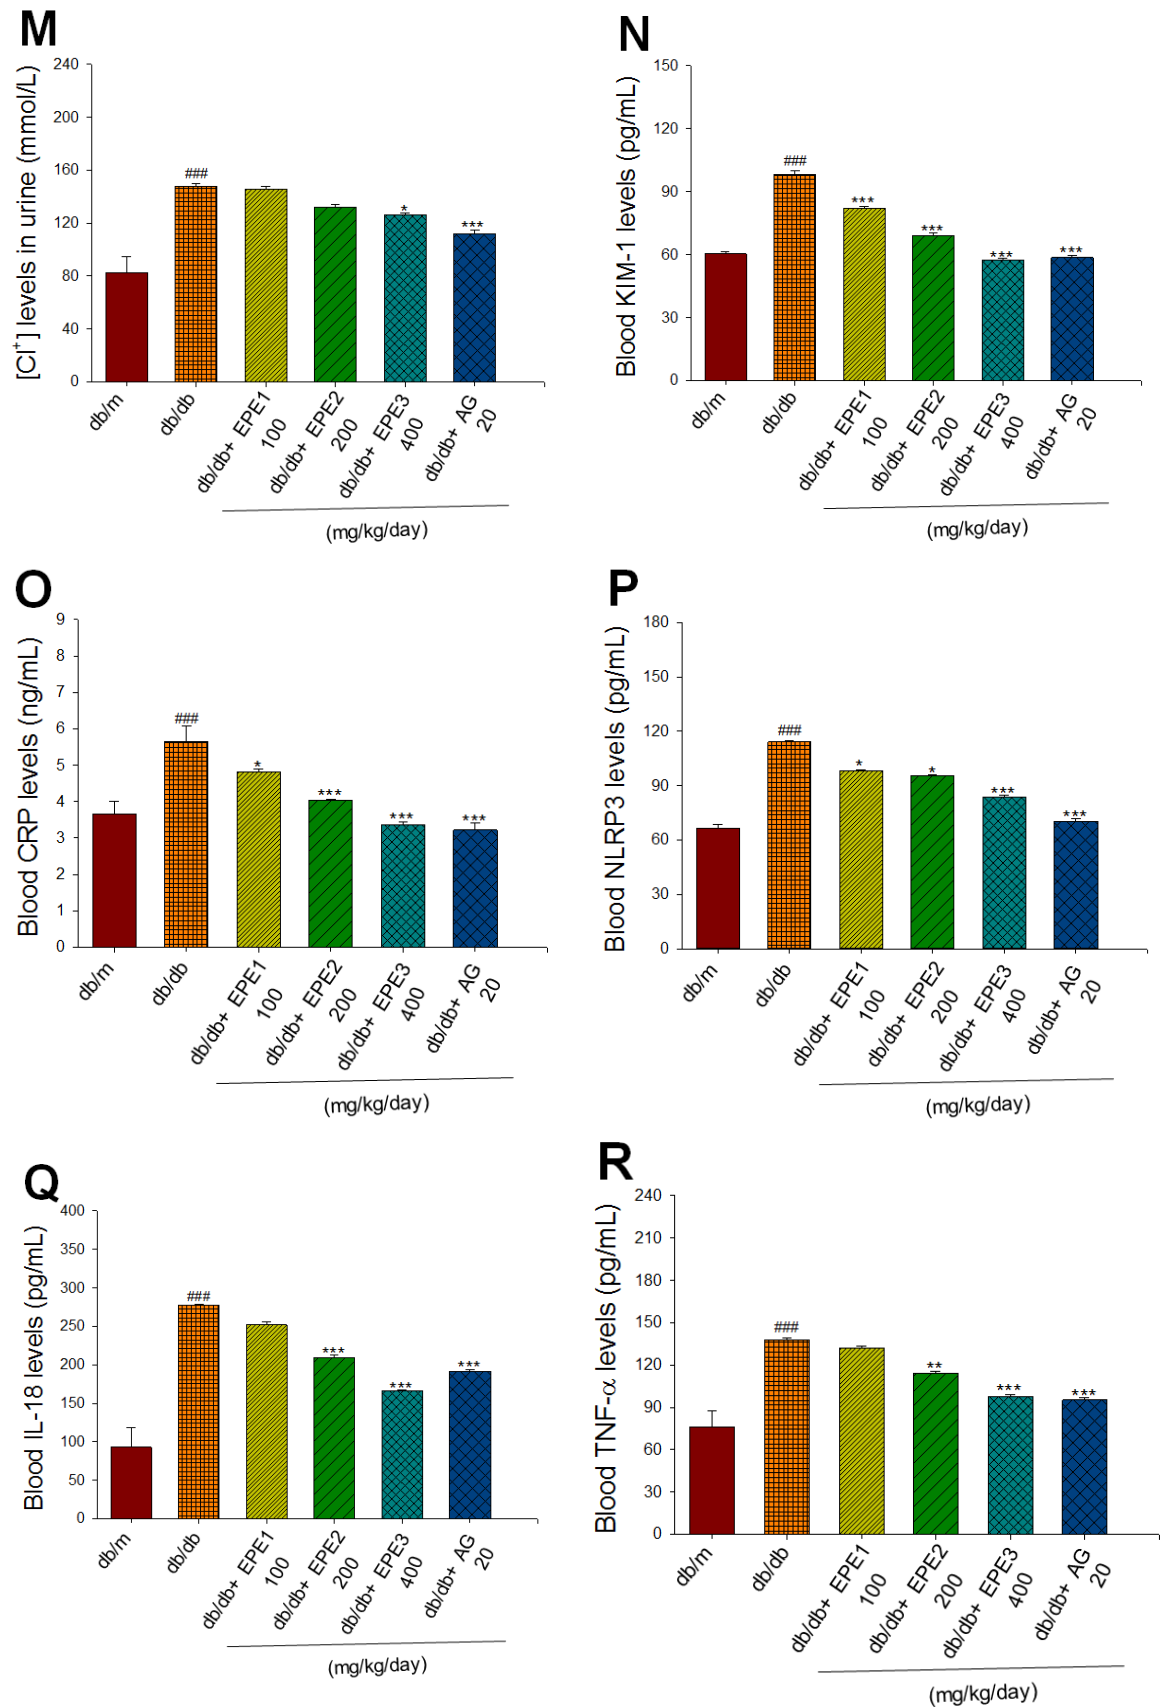 M
[Cl+] levels in urine (mmol/L)
240
200
160
120
80
40
0
###
*
***
db/m
db/db
db/db+ EPE1
100
db/db+ EPE2
200
db/db+ EPE3
400
db/db+ AG
20
(mg/kg/day)
N
Blood KIM-1 levels (pg/mL)
150
120
90
60
30
0
###
***
***
***
***
db/m
db/db
db/db+ EPE1
100
db/db+ EPE2
200
db/db+ EPE3
400
db/db+ AG
20
(mg/kg/day)
O
Blood CRP levels (ng/mL)
9
8
7
6
5
4
3
2
1
0
###
*
***
***
***
db/m
db/db
db/db+ EPE1
100
db/db+ EPE2
200
db/db+ EPE3
400
db/db+ AG
20
(mg/kg/day)
P
Blood NLRP3 levels (pg/mL)
180
150
120
90
60
30
0
###
*
*
***
***
db/m
db/db
db/db+ EPE1
100
db/db+ EPE2
200
db/db+ EPE3
400
db/db+ AG
20
(mg/kg/day)
Q
Blood IL-18 levels (pg/mL)
400
350
300
250
200
150
100
50
0
###
***
***
***
db/m
db/db
db/db+ EPE1
100
db/db+ EPE2
200
db/db+ EPE3
400
db/db+ AG
20
(mg/kg/day)
R
Blood TNF-α levels (pg/mL)
240
210
180
150
120
90
60
30
0
###
**
***
***
db/m
db/db
db/db+ EPE1
100
db/db+ EPE2
200
db/db+ EPE3
400
db/db+ AG
20
(mg/kg/day)